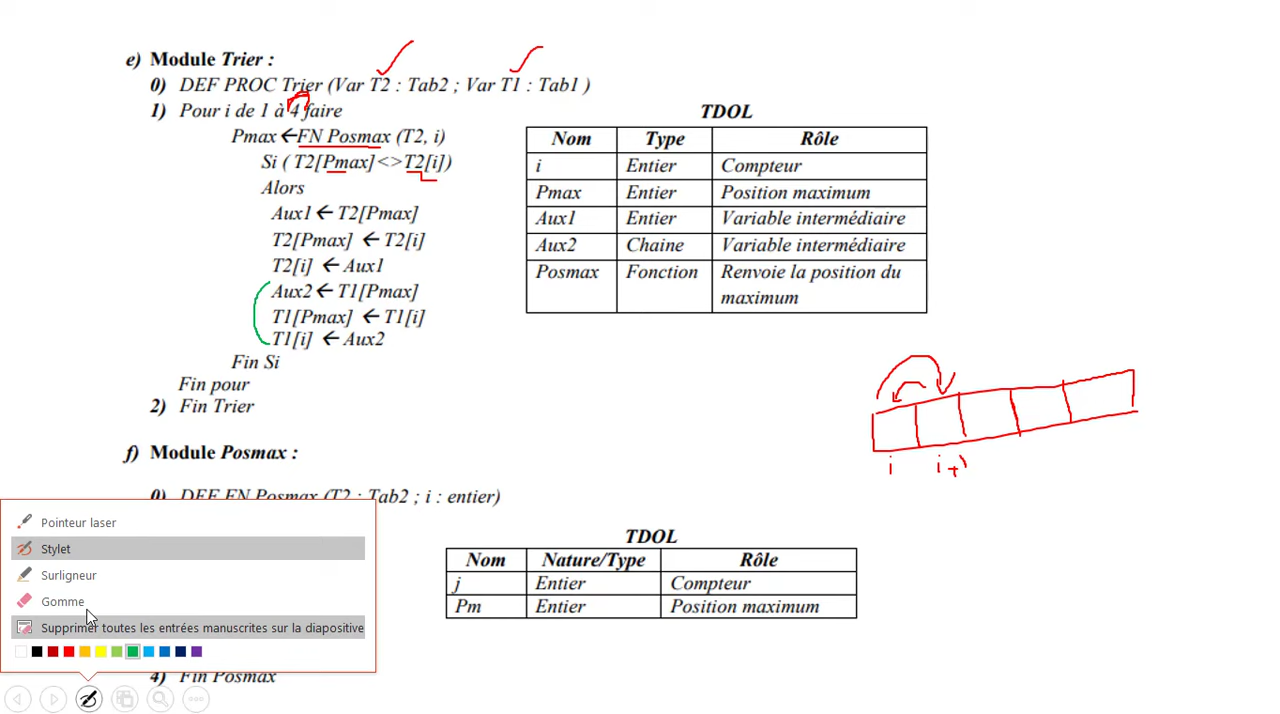 e) Module Trier :
0) DEF PROC Trier (Var T2 : Tab2 ; Var T1 : Tab1 )
1) Pour i de 1 à 4 faire
Pmax ← FN Posmax (T2, i)
Si ( T2[Pmax]<>T2[i])
Alors
Aux1 ← T2[Pmax]
T2[Pmax] ← T2[i]
T2[i] ← Aux1
Aux2 ← T1[Pmax]
T1[Pmax] ← T1[i]
T1[i] ← Aux2
Fin Si
Fin pour
2) Fin Trier
TDOL
Nom Type Rôle
i Entier Compteur
Pmax Entier Position maximum
Aux1 Entier Variable intermédiaire
Aux2 Chaine Variable intermédiaire
Posmax Fonction Renvoie la position du
maximum
i i+1
f) Module Posmax :
0) DEF FN Posmax (T2 : Tab2 ; i : entier)
TDOL
Nom Nature/Type Rôle
j Entier Compteur
Pm Entier Position maximum
Pointeur laser
Stylet
Surligneur
Gomme
Supprimer toutes les entrées manuscrites sur la diapositive
4) Fin Posmax